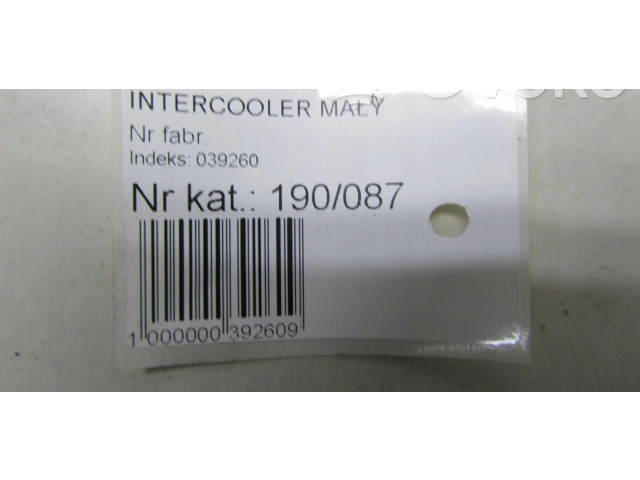 INTERCOOLER MAŁY
Nr fabr.
Indeks: 039260
Nr kat.: 190/087
1 000000 392609